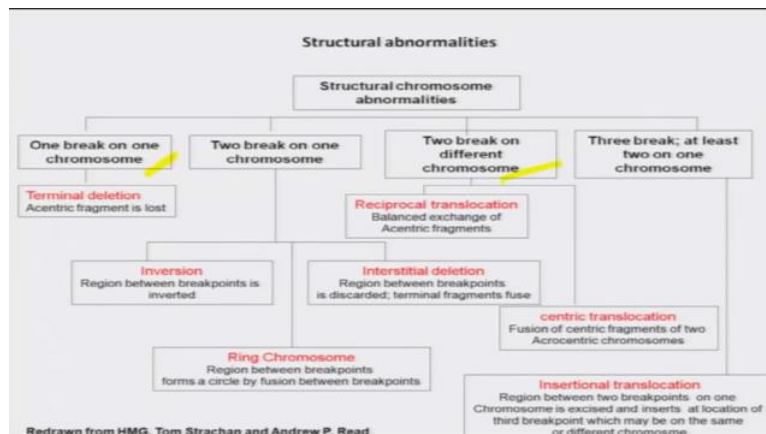 Structural abnormalities
Structural chromosome
abnormalities
One break on one
chromosome
Two break on one
chromosome
Two break on
different
chromosome
Three break; at least
two on one
chromosome
Terminal deletion
Acentric fragment is lost
Reciprocal translocation
Balanced exchange of
Acentric fragments
Inversion
Region between breakpoints is
inverted
Interstitial deletion
Region between breakpoints
is discarded; terminal fragments fuse
centric translocation
Fusion of centric fragments of two
Acrocentric chromosomes
Ring Chromosome
Region between breakpoints
forms a circle by fusion between breakpoints
Insertional translocation
Region between two breakpoints on one
Chromosome is excised and inserts at location of
third breakpoint which may be on the same
or different chromosome
Redrawn from HMG, Tom Strachan and Andrew P. Read